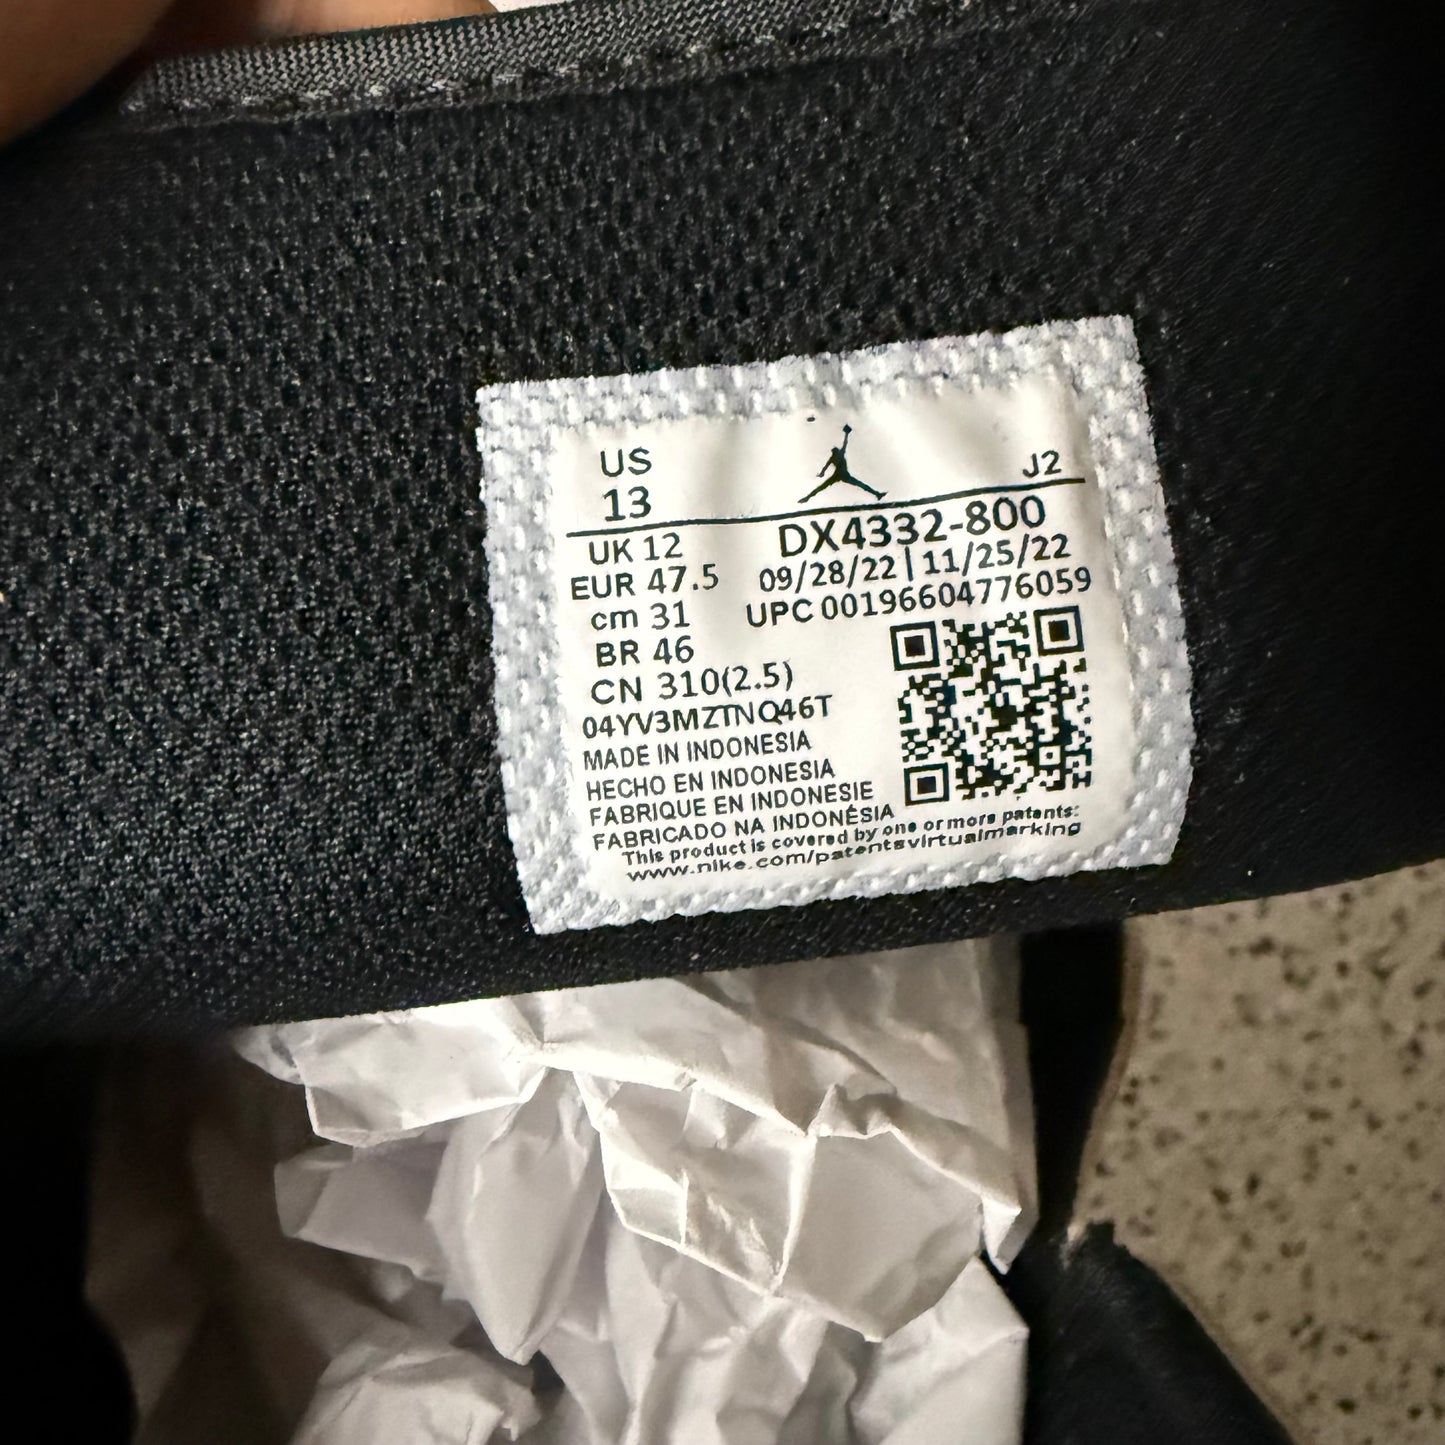 US
13
J2
UK 12
EUR 47.5
cm 31
BR 46
CN 310(2.5)
DX4332-800
09/28/22|11/25/22
UPC 00196604776059
04YV3MZTNQ46T
MADE IN INDONESIA
HECHO EN INDONESIA
FABRIQUE EN INDONESIE
FABRICADO NA INDONÉSIA
This product is covered by one or more patents:
www.nike.com/patentsvirtualmarking